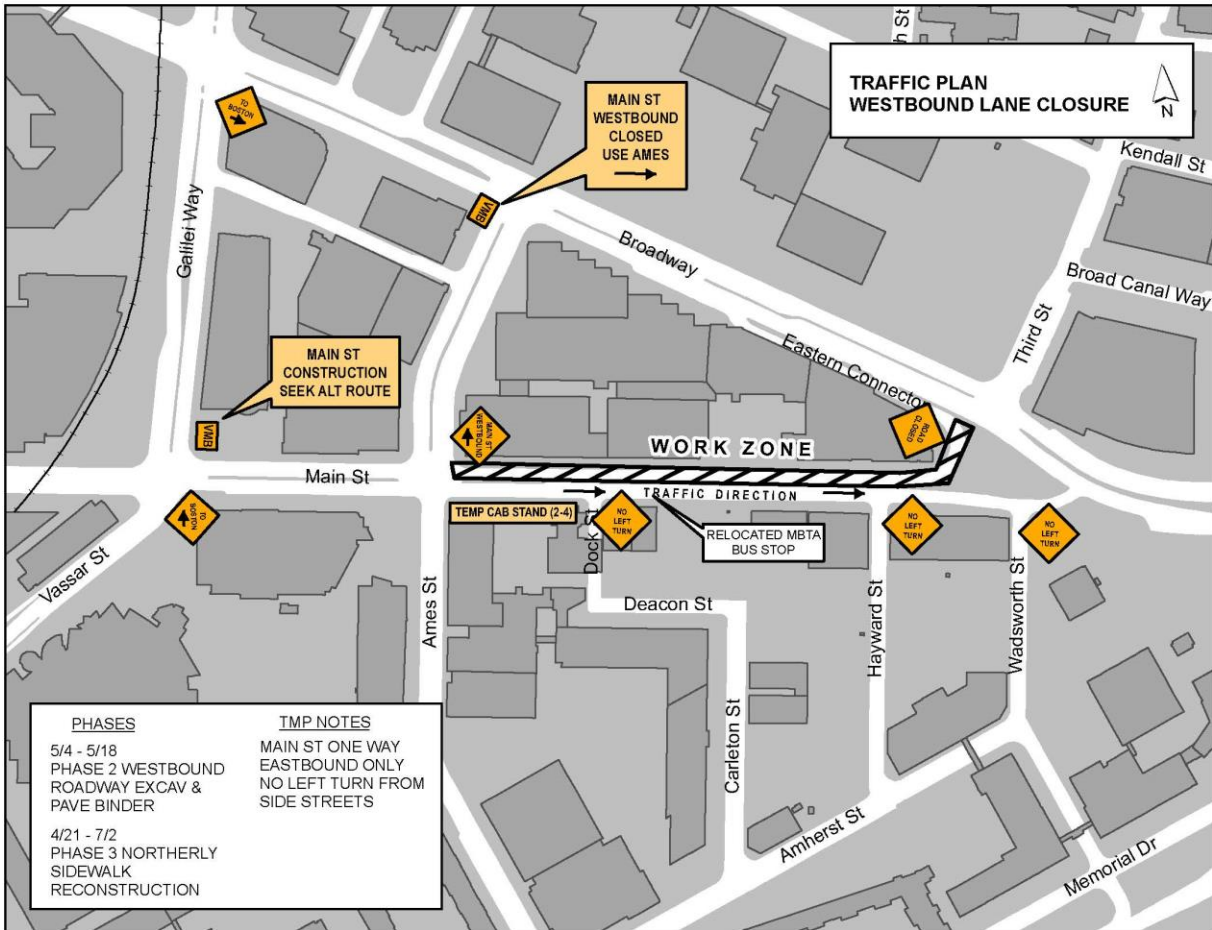 TRAFFIC PLAN
WESTBOUND LANE CLOSURE
N
h St
Kendall St
MAIN ST
WESTBOUND
CLOSED
USE AMES
TO
BOSTON
VMB
Galilei Way
Broadway
Broad Canal Way
Third St
Eastern Connector
MAIN ST
CONSTRUCTION
SEEK ALT ROUTE
VMB
MAIN ST
WESTBOUND
ROAD
CLOSED
WORK ZONE
Main St
TRAFFIC DIRECTION
TO
BOSTON
TEMP CAB STAND (2-4)
NO
LEFT
TURN
NO
LEFT
TURN
NO
LEFT
TURN
RELOCATED MBTA
BUS STOP
Vassar St
Dock St
Deacon St
Ames St
Hayward St
Wadsworth St
Carleton St
Amherst St
Memorial Dr
PHASES
5/4 - 5/18
PHASE 2 WESTBOUND
ROADWAY EXCAV &
PAVE BINDER
4/21 - 7/2
PHASE 3 NORTHERLY
SIDEWALK
RECONSTRUCTION
TMP NOTES
MAIN ST ONE WAY
EASTBOUND ONLY
NO LEFT TURN FROM
SIDE STREETS